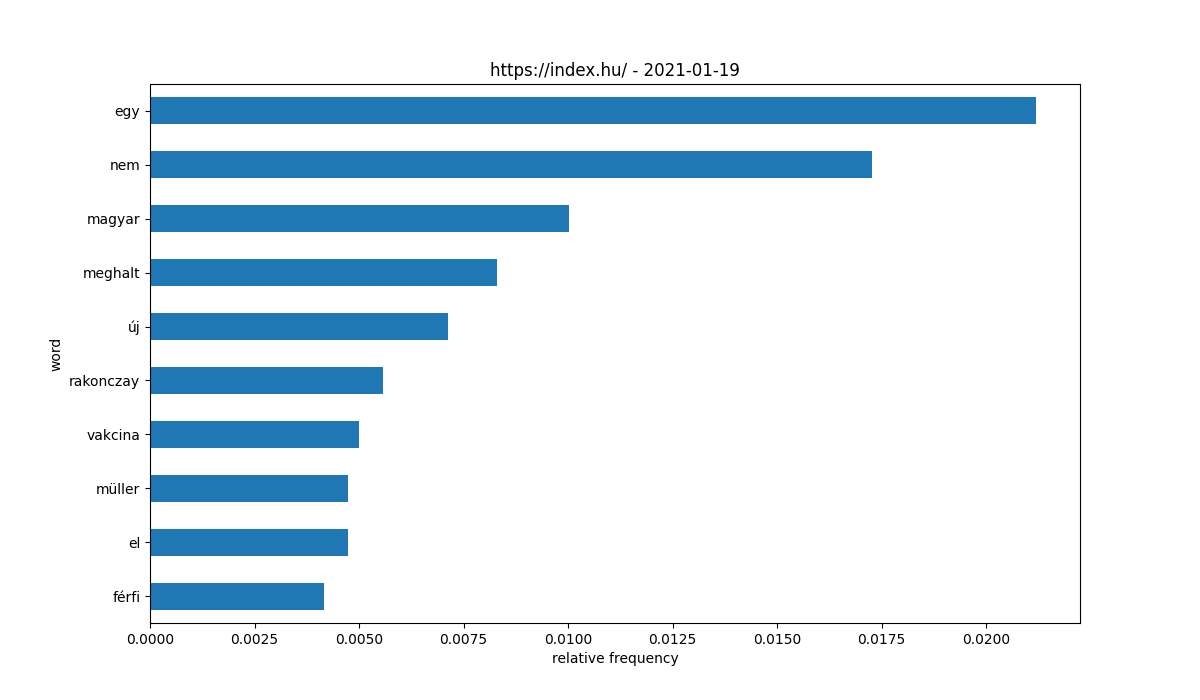 https://index.hu/ - 2021-01-19
egy
nem
magyar
meghalt
új
rakonczay
vakcina
müller
el
férfi
word
0.0000 0.0025 0.0050 0.0075 0.0100 0.0125 0.0150 0.0175 0.0200
relative frequency